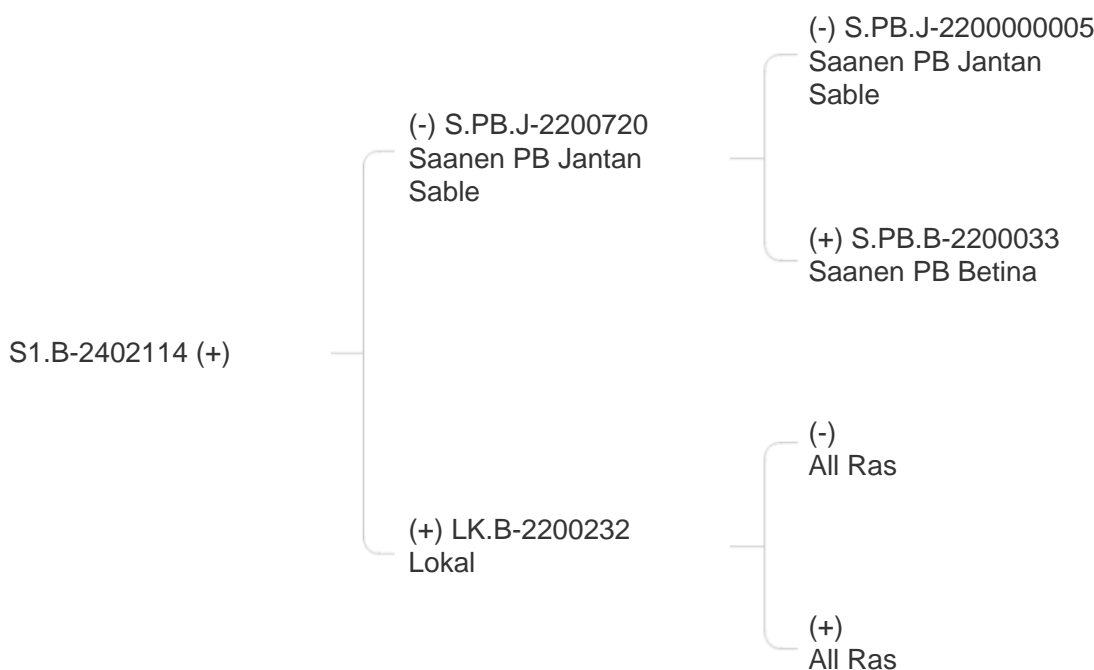 (-) S.PB.J-2200000005
Saanen PB Jantan
Sable
(-) S.PB.J-2200720
Saanen PB Jantan
Sable
(+) S.PB.B-2200033
Saanen PB Betina
S1.B-2402114 (+)
(-)
All Ras
(+) LK.B-2200232
Lokal
(+)
All Ras